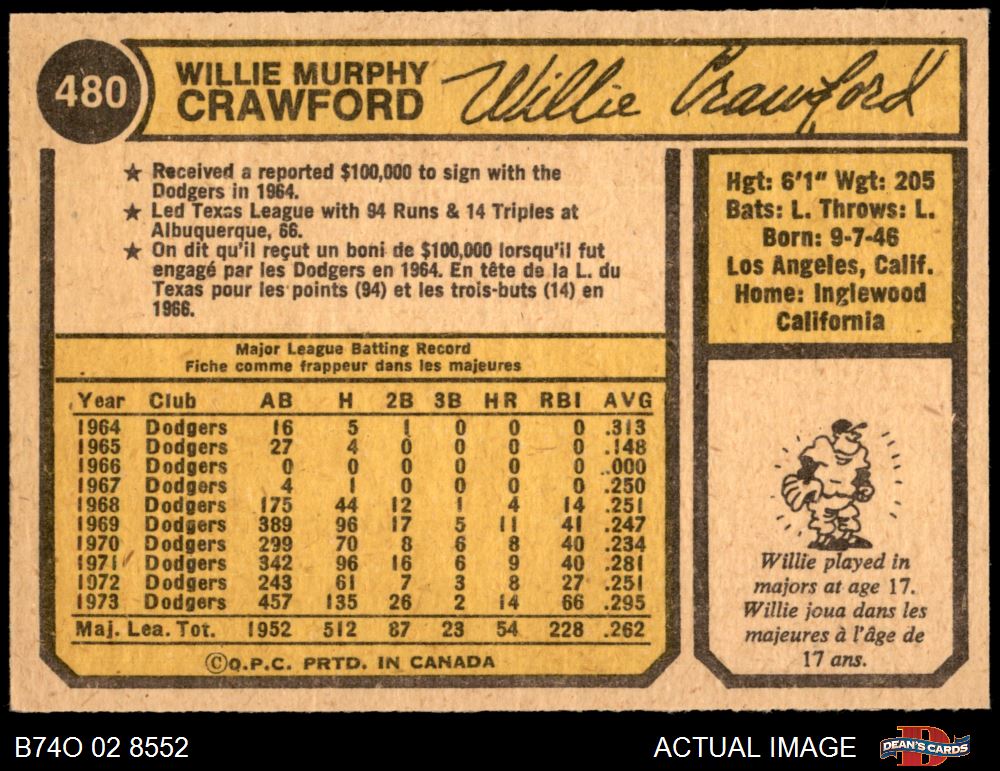 480
WILLIE MURPHY
CRAWFORD
Willie Crawford
★ Received a reported $100,000 to sign with the
Dodgers in 1964.
★ Led Texas League with 94 Runs & 14 Triples at
Albuquerque, 66.
★ On dit qu'il reçut un boni de $100,000 lorsqu'il fut
engagé par les Dodgers en 1964. En tête de la L. du
Texas pour les points (94) et les trois-buts (14) en
1966.
Hgt: 6'1" Wgt: 205
Bats: L. Throws: L.
Born: 9-7-46
Los Angeles, Calif.
Home: Inglewood
California
Major League Batting Record
Fiche comme frappeur dans les majeures
Year Club AB H 2B 3B HR RBI AVG
1964 Dodgers 16 5 1 0 0 0 .313
1965 Dodgers 27 4 0 0 0 0 .148
1966 Dodgers 0 0 0 0 0 0 .000
1967 Dodgers 4 1 0 0 0 0 .250
1968 Dodgers 175 44 12 1 4 14 .251
1969 Dodgers 389 96 17 5 11 41 .247
1970 Dodgers 299 70 8 6 8 40 .234
1971 Dodgers 342 96 16 6 9 40 .281
1972 Dodgers 243 61 7 3 8 27 .251
1973 Dodgers 457 135 26 2 14 66 .295
Maj. Lea. Tot. 1952 512 87 23 54 228 .262
©O.P.C. PRTD. IN CANADA
Willie played in
majors at age 17.
Willie joua dans les
majeures à l'âge de
17 ans.
B74O 02 8552
ACTUAL IMAGE
DEAN'S CARDS